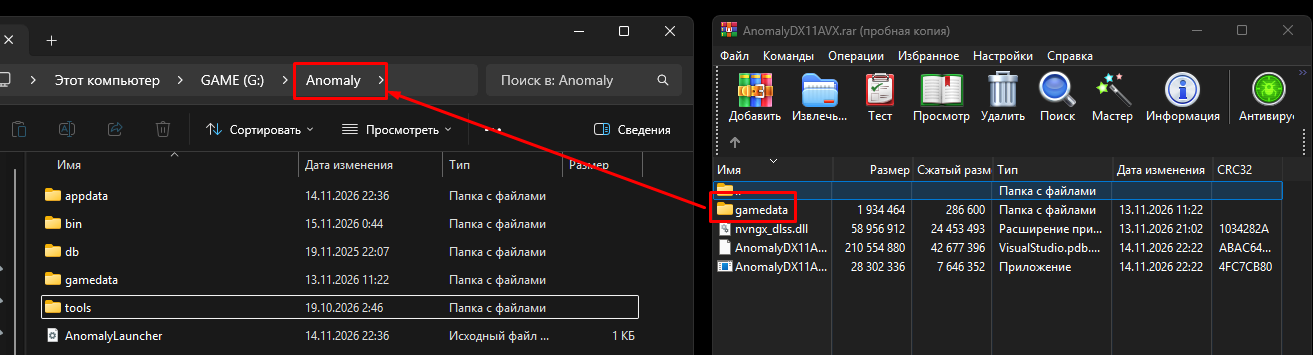 Этот компьютер > GAME (G:) > Anomaly >
Поиск в: Anomaly
Сортировать
Просмотреть
Сведения
Имя Дата изменения Тип Размер
appdata 14.11.2026 22:36 Папка с файлами
bin 15.11.2026 0:44 Папка с файлами
db 19.11.2025 22:07 Папка с файлами
gamedata 13.11.2026 11:22 Папка с файлами
tools 19.10.2026 2:46 Папка с файлами
AnomalyLauncher 14.11.2026 22:36 Исходный файл ... 1 КБ
AnomalyDX11AVX.rar (пробная копия)
Файл Команды Операции Избранное Настройки Справка
Добавить Извлечь... Тест Просмотр Удалить Поиск Мастер Информация Антивиру
Имя Размер Сжатый разм Тип Дата изменения CRC32
.. Папка с файлами
gamedata 1 934 464 286 600 Папка с файлами 13.11.2026 11:22
nvngx_dlss.dll 58 956 912 24 453 493 Расширение при... 13.11.2026 21:02 1034282A
AnomalyDX11A... 210 554 880 42 677 396 VisualStudio.pdb.... 14.11.2026 22:22 ABAC64...
AnomalyDX11A... 28 302 336 7 646 352 Приложение 14.11.2026 22:22 4FC7CB80